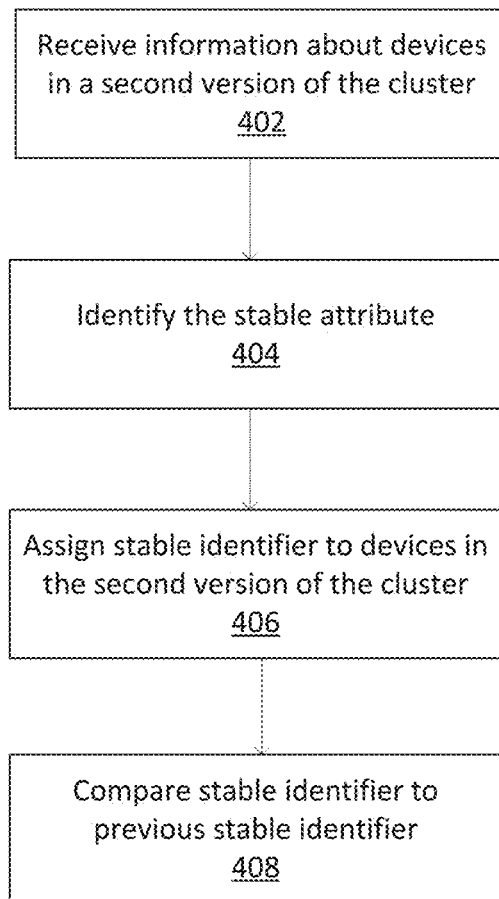 Receive information about devices
in a second version of the cluster
402
Identify the stable attribute
404
Assign stable identifier to devices in
the second version of the cluster
406
Compare stable identifier to
previous stable identifier
408